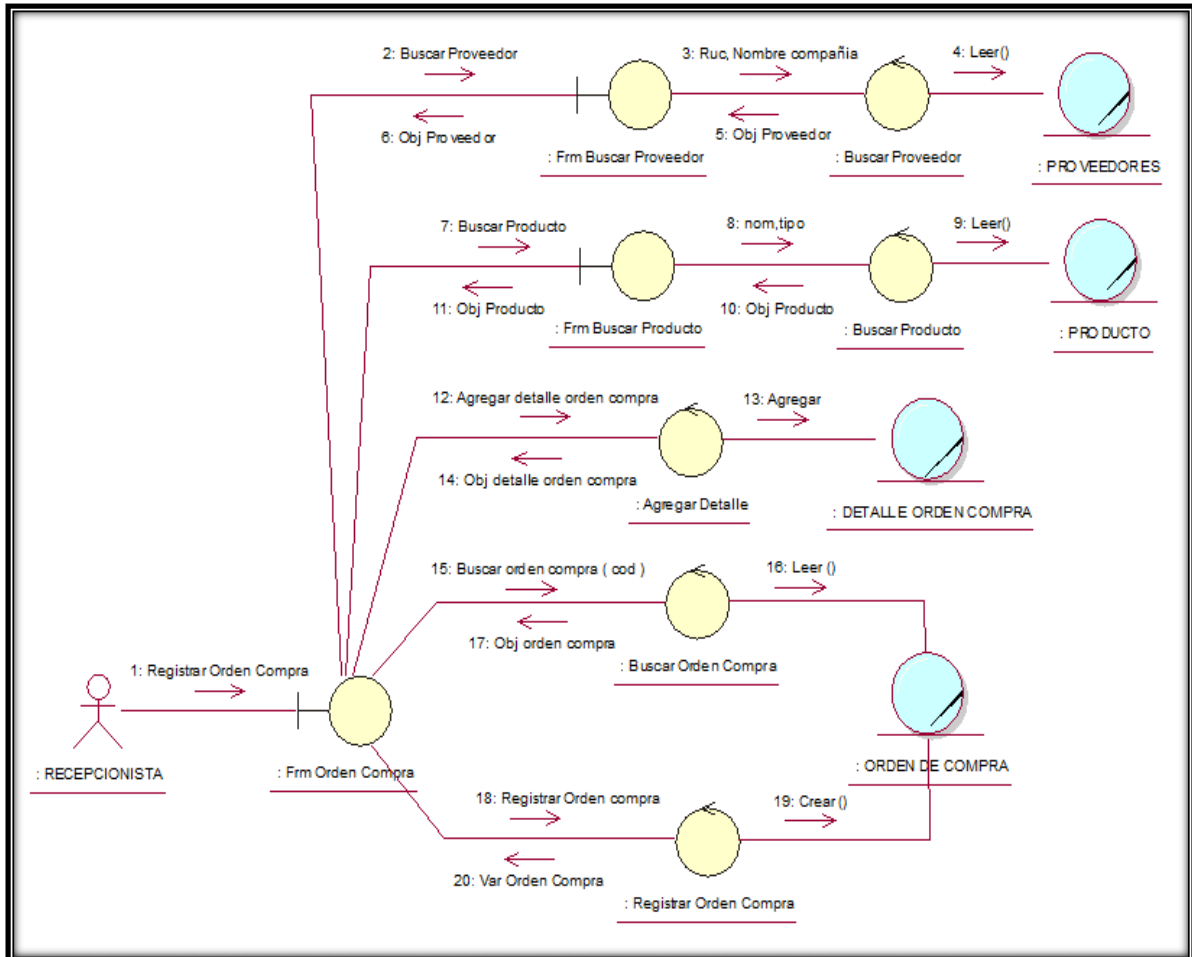 2: Buscar Proveedor
3: Ruc, Nombre compañia
4: Leer()
6: Obj Proveedor
5: Obj Proveedor
: Frm Buscar Proveedor
: Buscar Proveedor
: PROVEEDORES
7: Buscar Producto
8: nom,tipo
9: Leer()
11: Obj Producto
10: Obj Producto
: Frm Buscar Producto
: Buscar Producto
: PRODUCTO
12: Agregar detalle orden compra
13: Agregar
14: Obj detalle orden compra
: Agregar Detalle
: DETALLE ORDEN COMPRA
15: Buscar orden compra ( cod )
16: Leer ()
17: Obj orden compra
: Buscar Orden Compra
1: Registrar Orden Compra
: RECEPCIONISTA
: Frm Orden Compra
: ORDEN DE COMPRA
18: Registrar Orden compra
19: Crear ()
20: Var Orden Compra
: Registrar Orden Compra